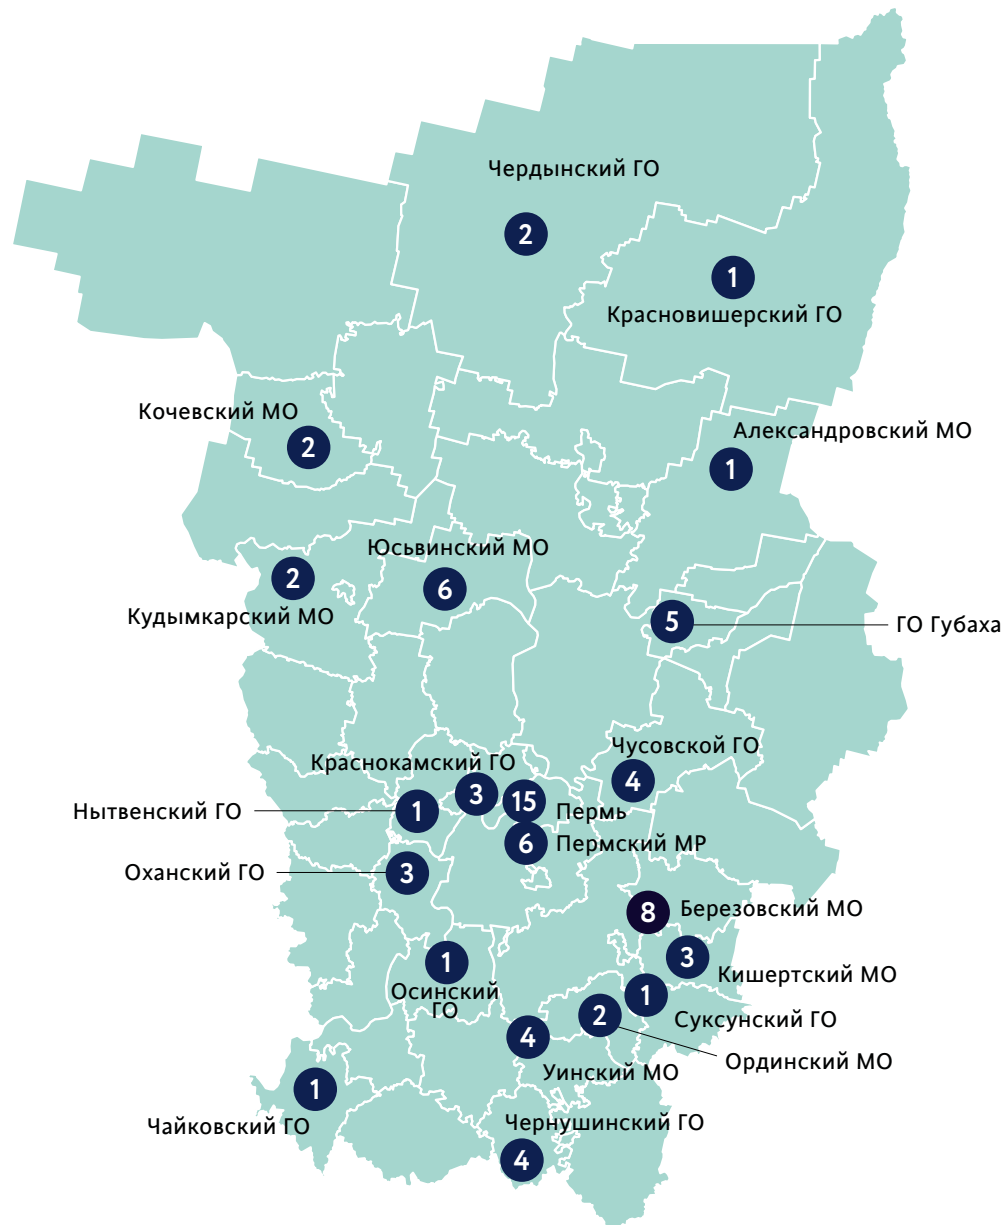 Чердынский ГО
2
1
Красновишерский ГО
Кочевский МО
2
Александровский МО
1
Юсьвинский МО
6
2
Кудымкарский МО
5
ГО Губаха
Чусовской ГО
4
Краснокамский ГО
3
15
Пермь
Нытвенский ГО
1
6
Пермский МР
Оханский ГО
3
8
Березовский МО
3
Кишертский МО
1
Осинский
ГО
1
Суксунский ГО
2
Ординский МО
4
Уинский МО
1
Чайковский ГО
Чернушинский ГО
4